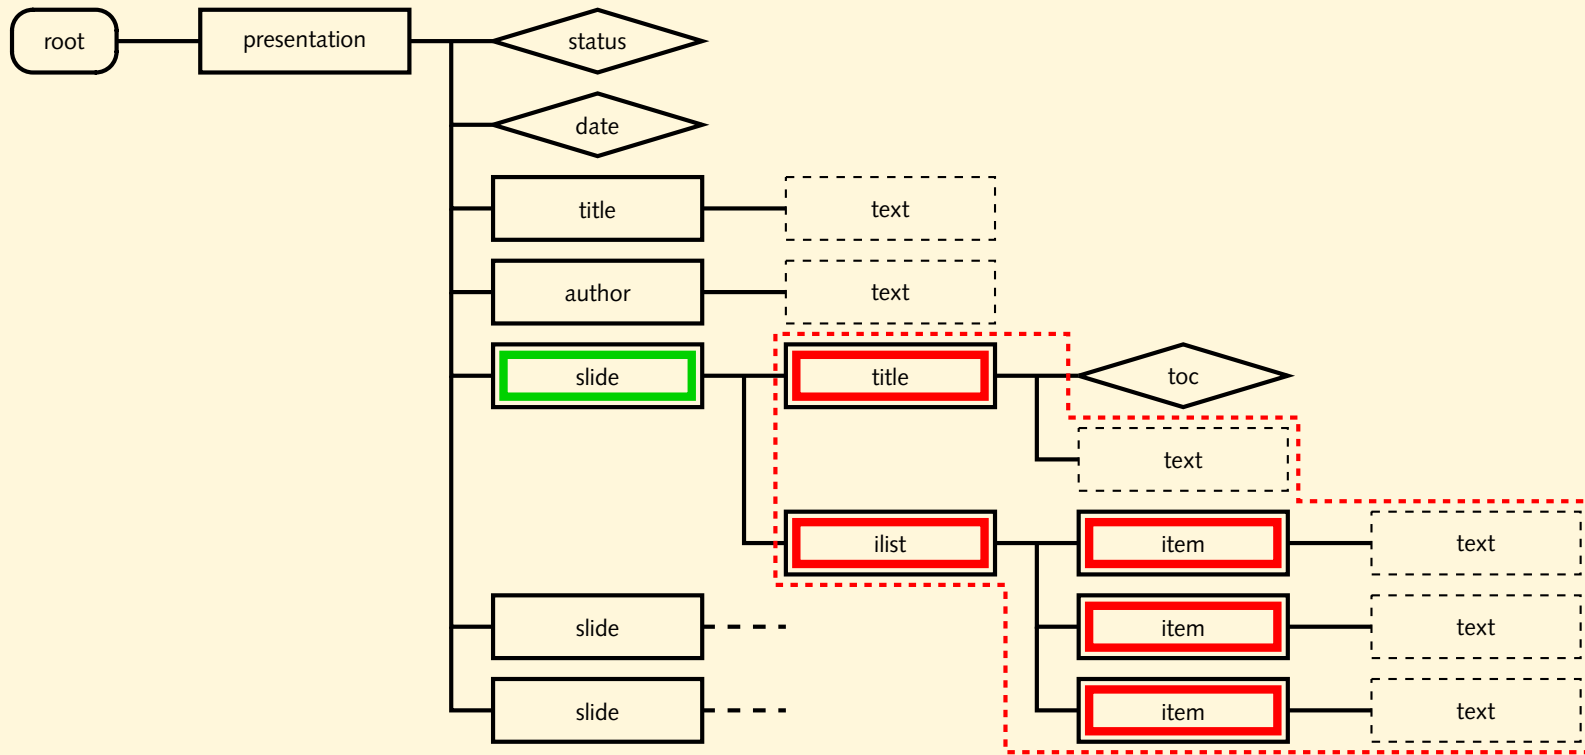 root presentation status
date
title text
author text
slide title toc
text
ilist item text
slide item text
slide item text